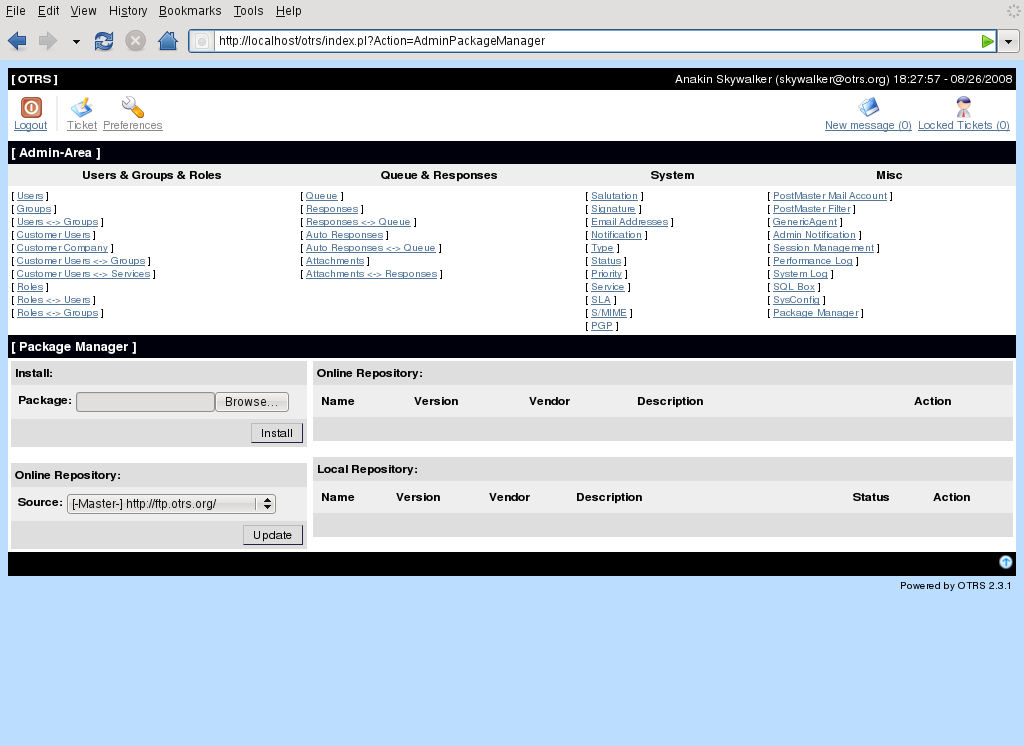 File Edit View History Bookmarks Tools Help
http://localhost/otrs/index.pl?Action=AdminPackageManager
[ OTRS ] Anakin Skywalker (skywalker@otrs.org) 18:27:57 - 08/26/2008
Logout Ticket Preferences New message (0) Locked Tickets (0)
[ Admin-Area ]
Users & Groups & Roles Queue & Responses System Misc
[ Users ] [ Queue ] [ Salutation ] [ PostMaster Mail Account ]
[ Groups ] [ Responses ] [ Signature ] [ PostMaster Filter ]
[ Users <-> Groups ] [ Responses <-> Queue ] [ Email Addresses ] [ GenericAgent ]
[ Customer Users ] [ Auto Responses ] [ Notification ] [ Admin Notification ]
[ Customer Company ] [ Auto Responses <-> Queue ] [ Type ] [ Session Management ]
[ Customer Users <-> Groups ] [ Attachments ] [ Status ] [ Performance Log ]
[ Customer Users <-> Services ] [ Attachments <-> Responses ] [ Priority ] [ System Log ]
[ Roles ] [ Service ] [ SQL Box ]
[ Roles <-> Users ] [ SLA ] [ SysConfig ]
[ Roles <-> Groups ] [ S/MIME ] [ Package Manager ]
[ PGP ]
[ Package Manager ]
Install:
Package: Browse...
Install
Online Repository:
Source: [-Master-] http://ftp.otrs.org/
Update
Online Repository:
Name Version Vendor Description Action
Local Repository:
Name Version Vendor Description Status Action
Powered by OTRS 2.3.1